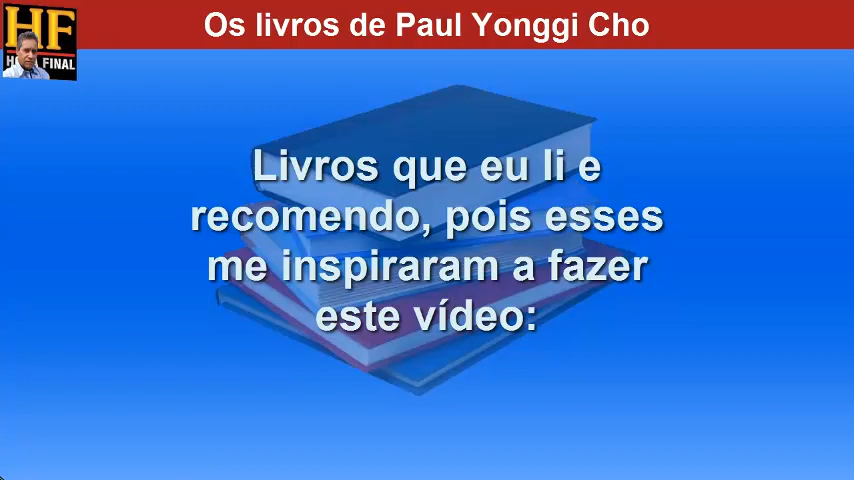 Os livros de Paul Yonggi Cho
HF
FINAL
Livros que eu li e
recomendo, pois esses
me inspiraram a fazer
este vídeo: